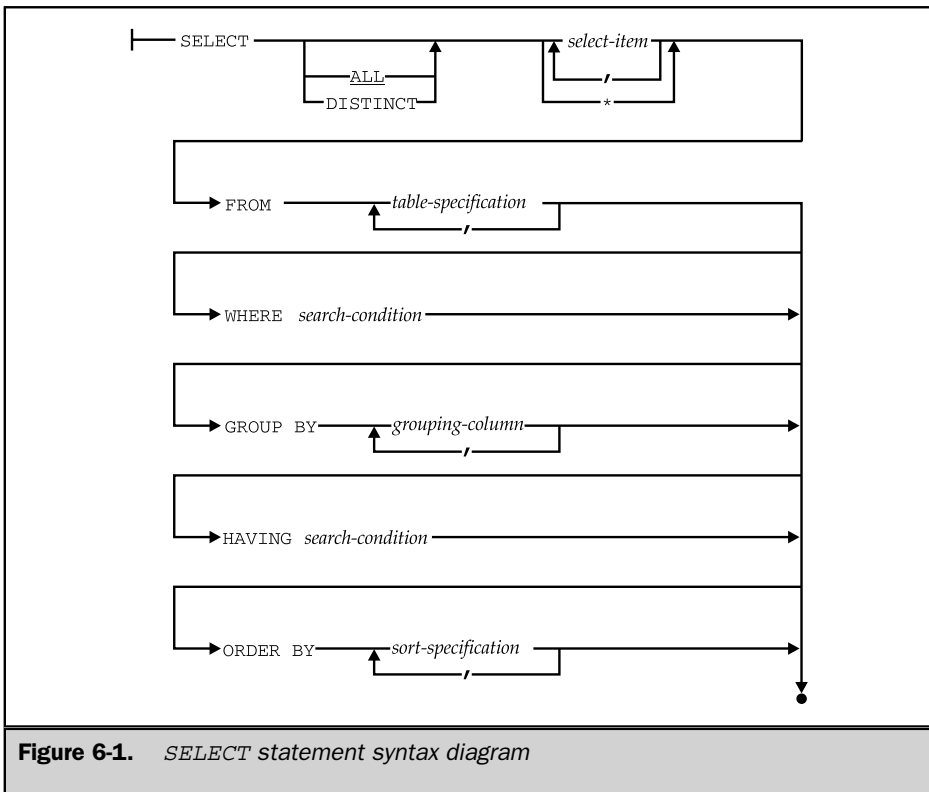 SELECT select-item
ALL ,
DISTINCT *
FROM table-specification
,
WHERE search-condition
GROUP BY grouping-column
,
HAVING search-condition
ORDER BY sort-specification
,
Figure 6-1. SELECT statement syntax diagram